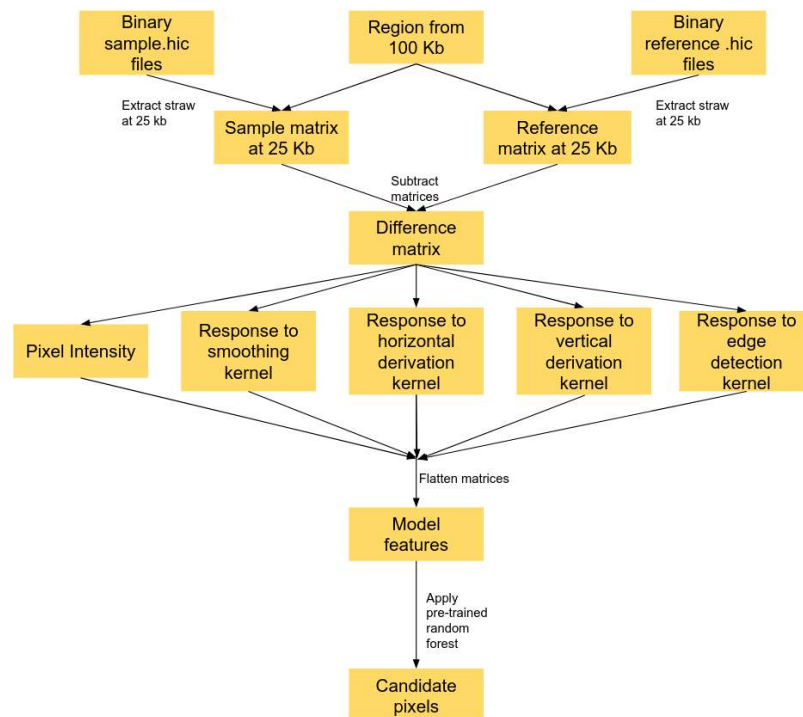 Binary
sample.hic
files
Region from
100 Kb
Binary
reference .hic
files
Extract straw
at 25 kb
Sample matrix
at 25 Kb
Reference
matrix at 25 Kb
Extract straw
at 25 kb
Subtract
matrices
Difference
matrix
Pixel Intensity
Response to
smoothing kernel
Response to
horizontal
derivation
kernel
Response to
vertical
derivation
kernel
Response to
edge
detection
kernel
Flatten matrices
Model
features
Apply
pre-trained
random
forest
Candidate
pixels